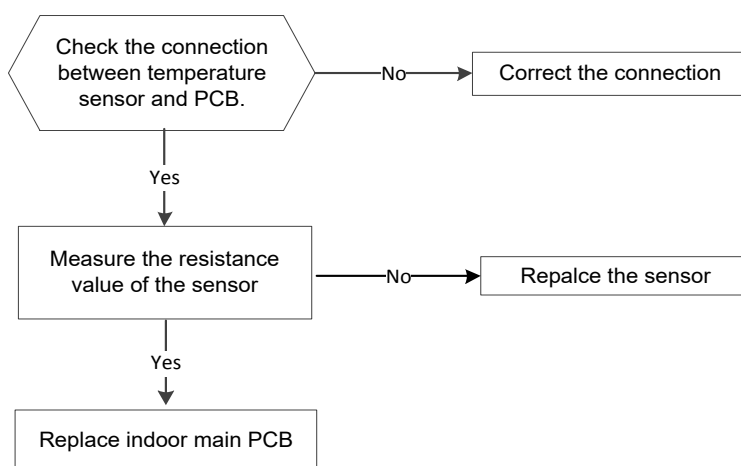 Check the connection
between temperature
sensor and PCB.
No
Correct the connection
Yes
Measure the resistance
value of the sensor
No
Repalce the sensor
Yes
Replace indoor main PCB